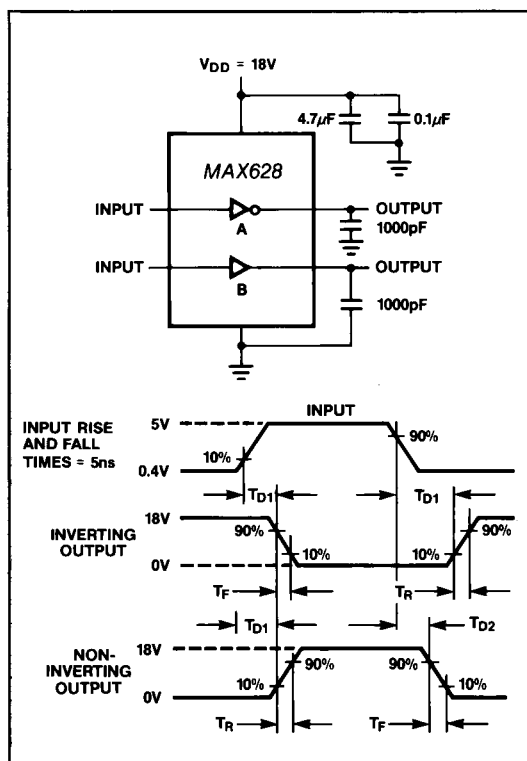 V_DD = 18V
4.7µF 0.1µF
MAX628
INPUT OUTPUT
A 1000pF
INPUT OUTPUT
B 1000pF
INPUT RISE AND FALL TIMES = 5ns
5V INPUT
10% 90%
0.4V
T_D1 T_D1
INVERTING OUTPUT
18V 90% 90%
0V 10% 10%
T_F T_R
T_D1 T_D2
NON-INVERTING OUTPUT
18V 90% 90%
0V 10% 10%
T_R T_F